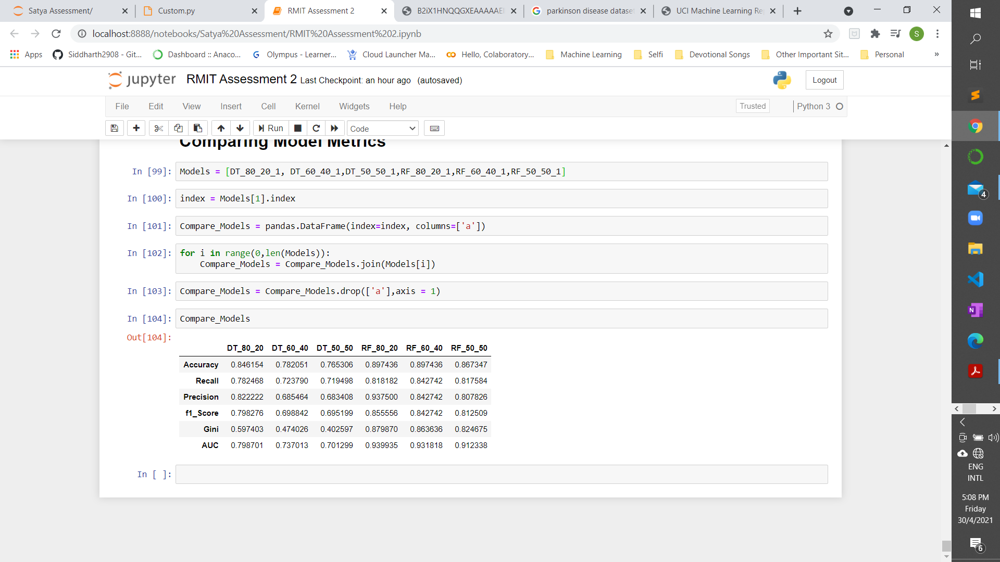 Satya Assessment/
Custom.py
RMIT Assessment 2
B2iX1HNQQGXEAAAAAE
parkinson disease dataset
UCI Machine Learning Re
localhost:8888/notebooks/Satya%20Assessment/RMIT%20Assessment%202.ipynb
S
Apps
Siddharth2908 - Git...
Dashboard :: Anaco...
Olympus - Learner...
Cloud Launcher Ma...
Hello, Colaboratory...
Machine Learning
Selfi
Devotional Songs
Other Important Sit...
Personal
»
jupyter RMIT Assessment 2 Last Checkpoint: an hour ago (autosaved)
Logout
File Edit View Insert Cell Kernel Widgets Help
Trusted
Python 3
Run
Code
Comparing Model Metrics
In [99]: Models = [DT_80_20_1, DT_60_40_1,DT_50_50_1,RF_80_20_1,RF_60_40_1,RF_50_50_1]
In [100]: index = Models[1].index
In [101]: Compare_Models = pandas.DataFrame(index=index, columns=['a'])
In [102]: for i in range(0,len(Models)):
Compare_Models = Compare_Models.join(Models[i])
In [103]: Compare_Models = Compare_Models.drop(['a'],axis = 1)
In [104]: Compare_Models
Out[104]:
DT_80_20 DT_60_40 DT_50_50 RF_80_20 RF_60_40 RF_50_50
Accuracy 0.846154 0.782051 0.765306 0.897436 0.897436 0.867347
Recall 0.782468 0.723790 0.719498 0.818182 0.842742 0.817584
Precision 0.822222 0.685464 0.683408 0.937500 0.842742 0.807826
f1_Score 0.798276 0.698842 0.695199 0.855556 0.842742 0.812509
Gini 0.597403 0.474026 0.402597 0.879870 0.863636 0.824675
AUC 0.798701 0.737013 0.701299 0.939935 0.931818 0.912338
In [ ]:
4
N
ENG
INTL
5:08 PM
Friday
30/4/2021
6